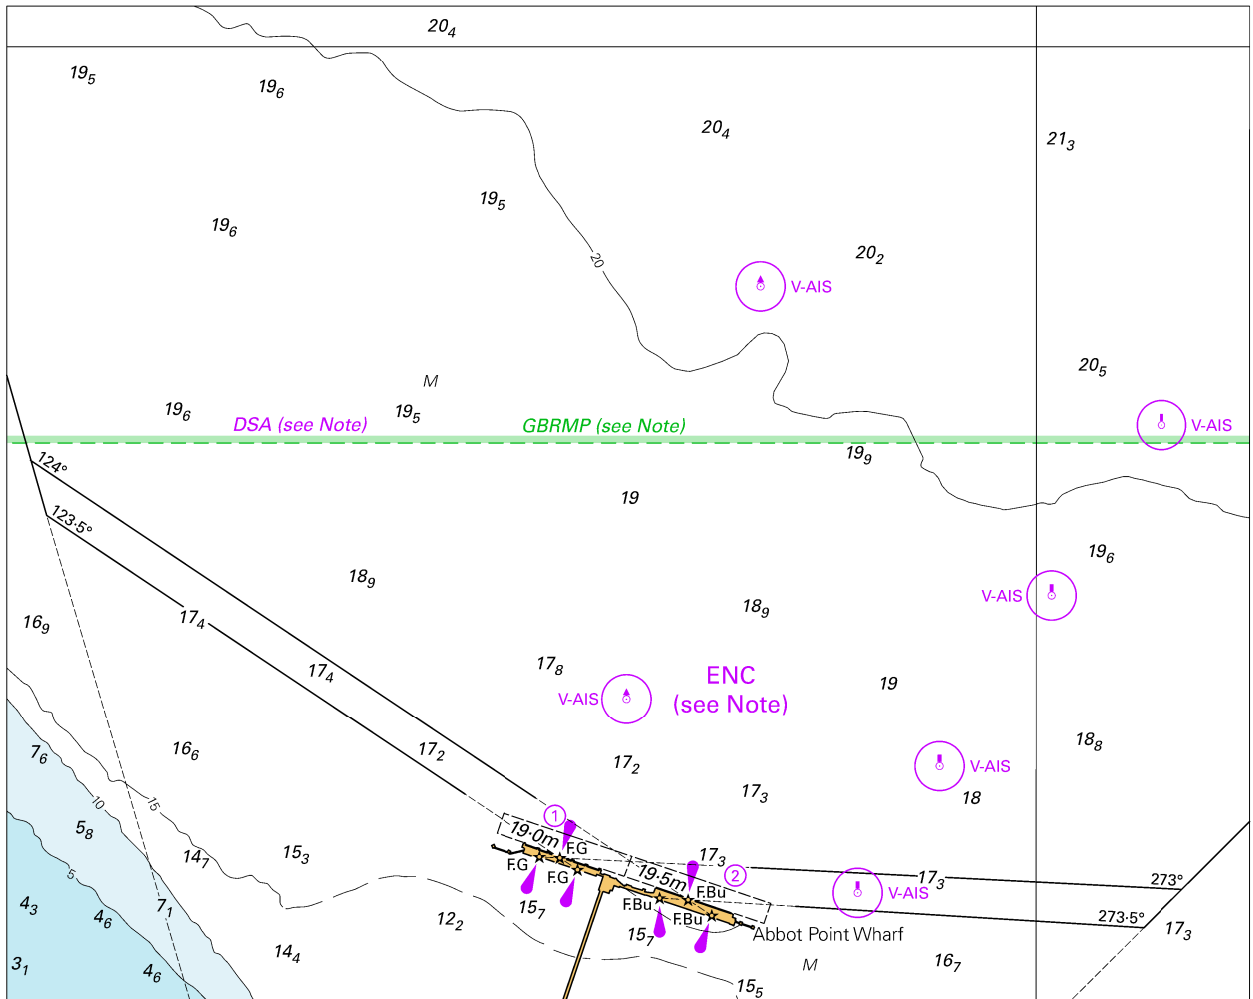 20₄
19₅
19₆
20₄
21₃
19₅
19₆
20
20₂
V-AIS
M
20₅
19₆
19₅
DSA (see Note)
GBRMP (see Note)
V-AIS
19₉
124°
19
123·5°
19₆
18₉
18₉
V-AIS
16₉
17₄
17₄
17₈
ENC
(see Note)
19
V-AIS
7₆
16₆
17₂
17₂
18₈
V-AIS
17₃
18
10
15
1
5₈
19·0m
14₇
15₃
F.G
F.G
F.G
17₃
2
19·5m
17₃
273°
5
F.Bu
V-AIS
4₃
4₆
7₁
12₂
15₇
F.Bu
F.Bu
273·5°
17₃
15₇
Abbot Point Wharf
14₄
3₁
4₆
M
16₇
15₅